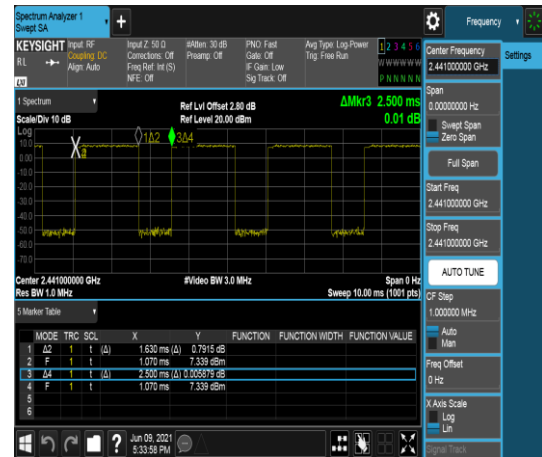 Spectrum Analyzer 1
Swept SA
+
Frequency
KEYSIGHT
RL
LXI
Input: RF
Coupling: DC
Align: Auto
Input Z: 50 Ω
Corrections: Off
Freq Ref: Int (S)
NFE: Off
#Atten: 30 dB
Preamp: Off
PNO: Fast
Gate: Off
IF Gain: Low
Sig Track: Off
Avg Type: Log-Power
Trig: Free Run
1 2 3 4 5 6
W W W W W W
P N N N N N
1 Spectrum
Scale/Div 10 dB
Ref Lvl Offset 2.80 dB
Ref Level 20.00 dBm
ΔMkr3 2.500 ms
0.01 dB
Log
10.0
0.00
-10.0
-20.0
-30.0
-40.0
-50.0
-60.0
-70.0
1Δ2
3Δ4
Center 2.441000000 GHz
Res BW 1.0 MHz
#Video BW 3.0 MHz
Span 0 Hz
Sweep 10.00 ms (1001 pts)
5 Marker Table
MODE TRC SCL X Y FUNCTION FUNCTION WIDTH FUNCTION VALUE
1 Δ2 1 t (Δ) 1.630 ms (Δ) 0.7915 dB
2 F 1 t 1.070 ms 7.339 dBm
3 Δ4 1 t (Δ) 2.500 ms (Δ) 0.005879 dB
4 F 1 t 1.070 ms 7.339 dBm
5
6
?
Jun 09, 2021
5:33:58 PM
Center Frequency
2.441000000 GHz
Settings
Span
0.00000000 Hz
Swept Span
Zero Span
Full Span
Start Freq
2.441000000 GHz
Stop Freq
2.441000000 GHz
AUTO TUNE
CF Step
1.000000 MHz
Auto
Man
Freq Offset
0 Hz
X Axis Scale
Log
Lin
Signal Track